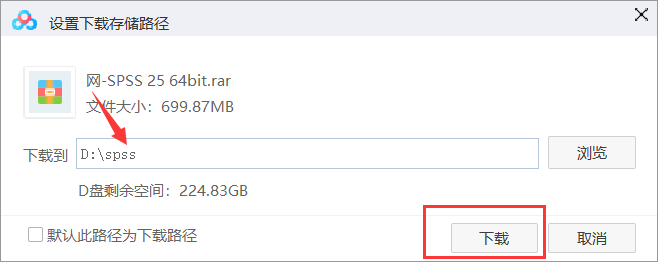 设置下载存储路径
网-SPSS 25 64bit.rar
文件大小：699.87MB
下载到 D:\spss 浏览
D盘剩余空间：224.83GB
默认此路径为下载路径 下载 取消